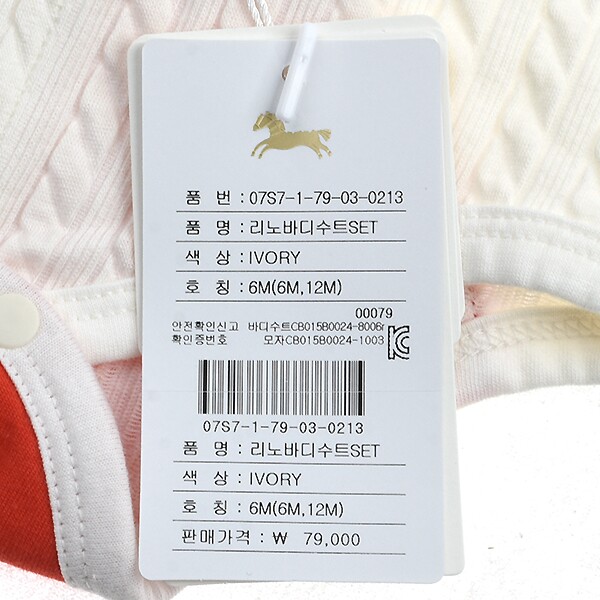 품 번 : 07S7-1-79-03-0213
품 명 : 리노바디수트SET
색 상 : IVORY
호 칭 : 6M(6M,12M)
00079
안전확인신고 바디수트CB015B0024-8006r
확인증번호 모자CB015B0024-1003
07S7-1-79-03-0213
품 명 : 리노바디수트SET
색 상 : IVORY
호 칭 : 6M(6M,12M)
판매가격 : ₩ 79,000